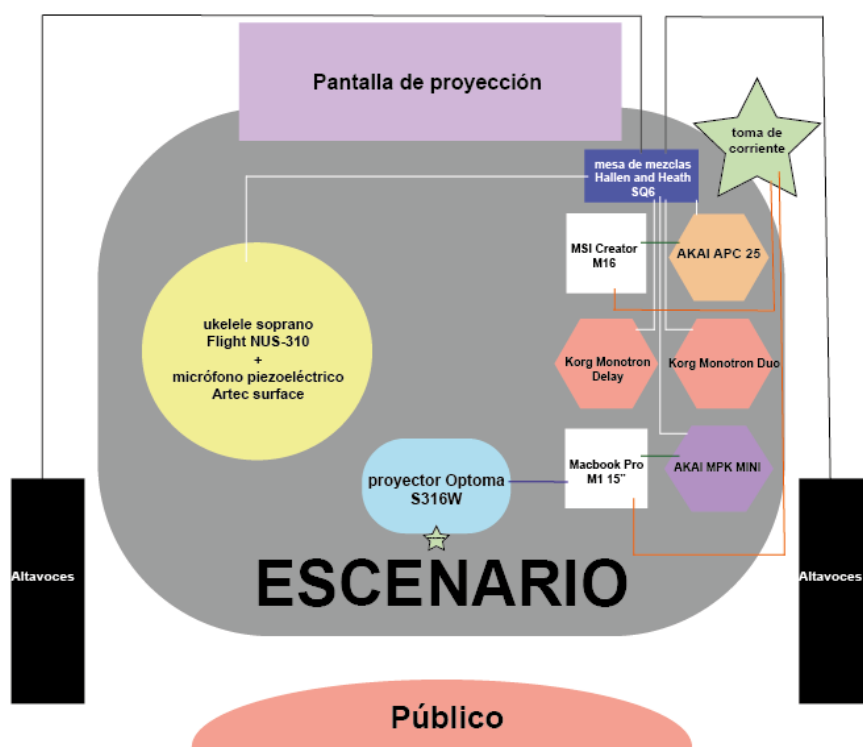 Pantalla de proyección
toma de
corriente
mesa de mezclas
Hallen and Heath
SQ6
MSI Creator
M16
AKAI APC 25
ukelele soprano
Flight NUS-310
+
micrófono piezoeléctrico
Artec surface
Korg Monotron
Delay
Korg Monotron Duo
proyector Optoma
S316W
Macbook Pro
M1 15"
AKAI MPK MINI
Altavoces
Altavoces
ESCENARIO
Público